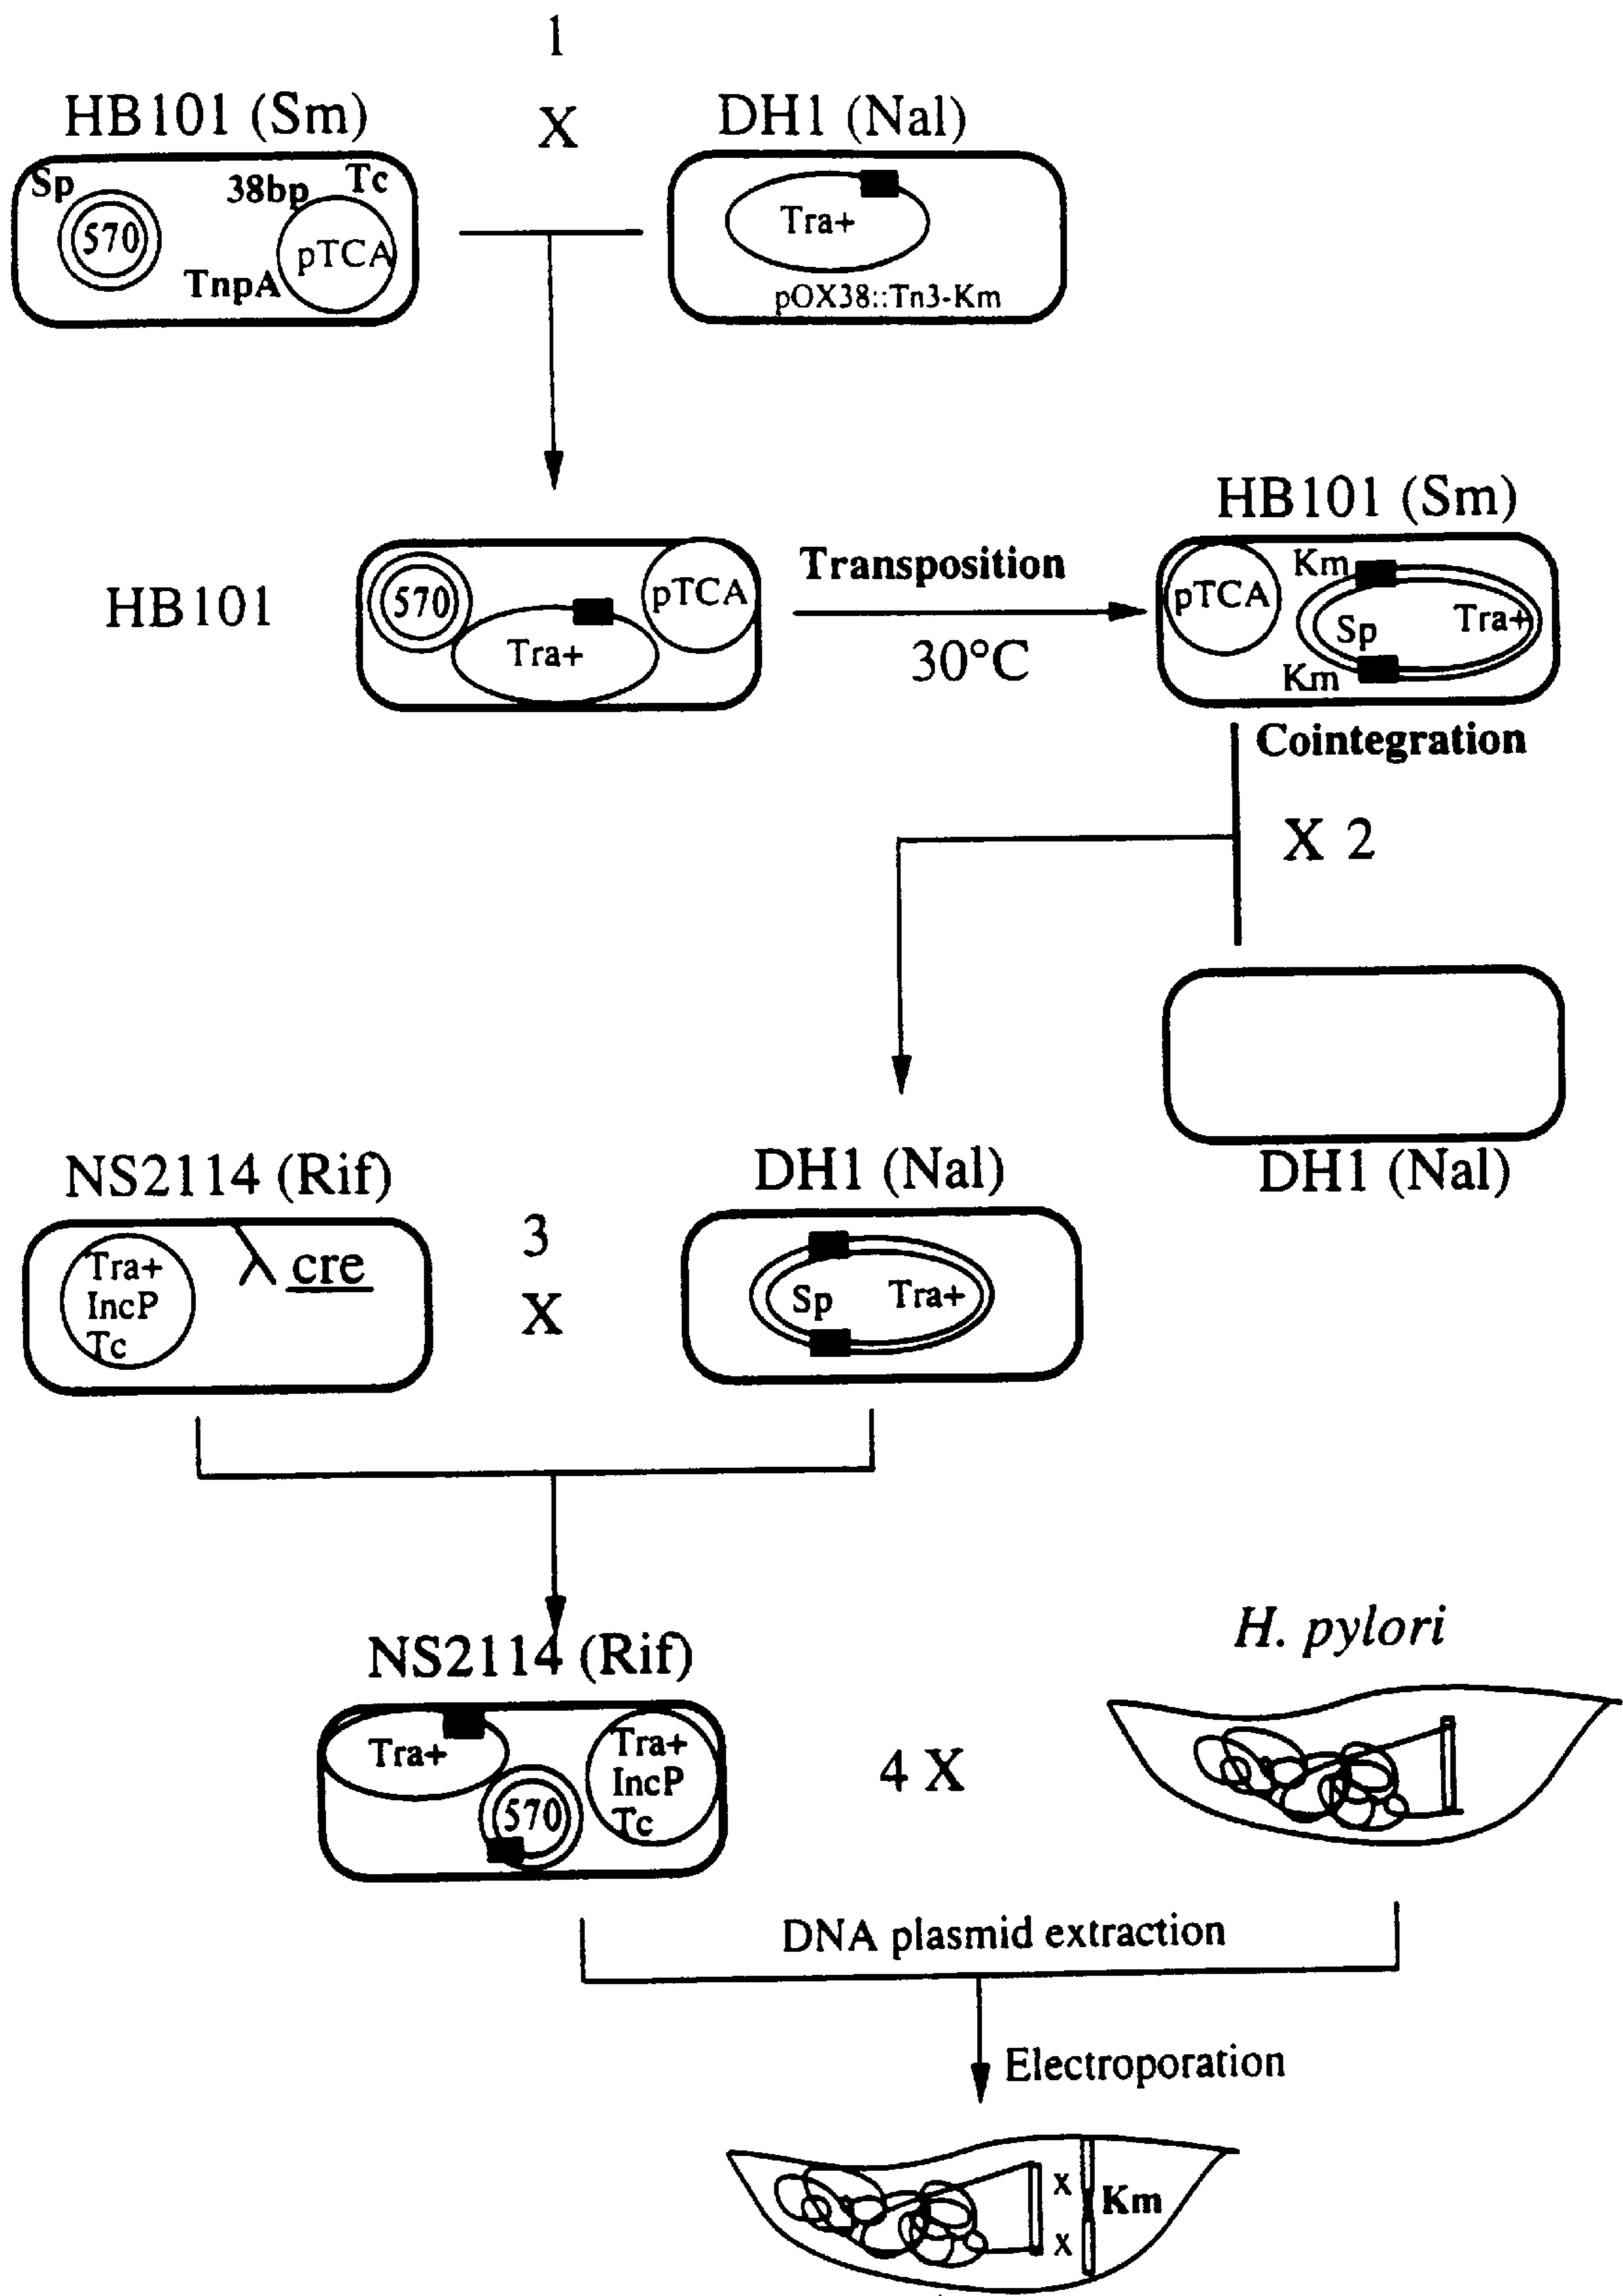 1
HB101 (Sm)
X
DH1 (Nal)
Sp
38bp
Tc
570
pTCA
TnpA
Tra+
pOX38::Tn3-Km
HB101
570
Tra+
pTCA
Transposition
30°C
HB101 (Sm)
pTCA
Km
Sp
Tra+
Km
Cointegration
X 2
DH1 (Nal)
NS2114 (Rif)
Tra+
IncP
Tc
λ cre
3
X
DH1 (Nal)
Sp
Tra+
NS2114 (Rif)
Tra+
570
Tra+
IncP
Tc
4 X
H. pylori
DNA plasmid extraction
Electroporation
X
X
Km